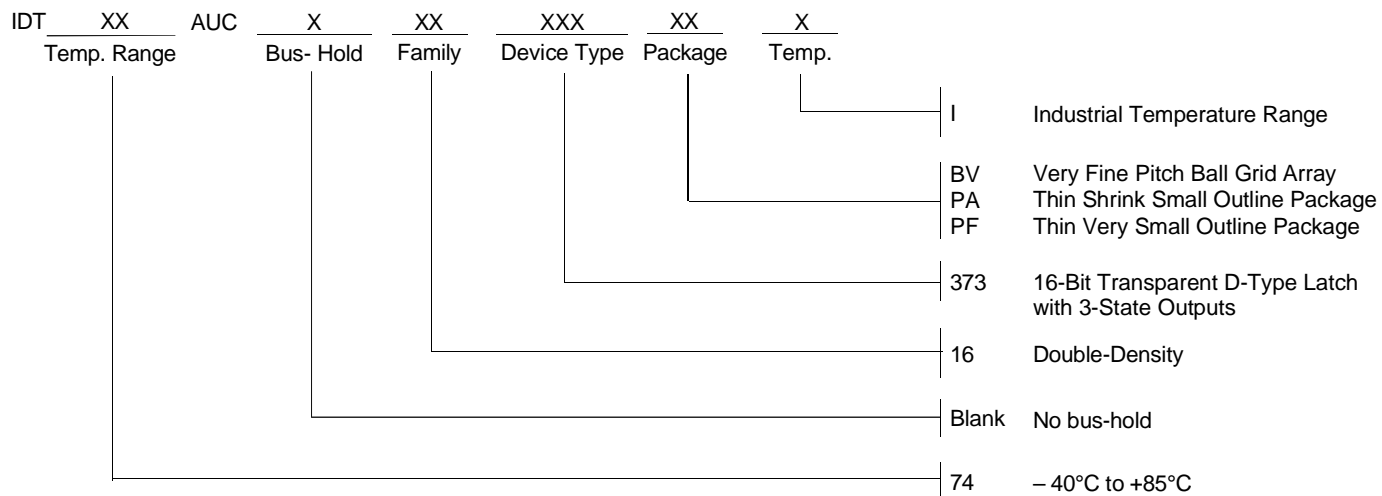 IDT XX AUC X XX XXX XX X
Temp. Range Bus- Hold Family Device Type Package Temp.
I Industrial Temperature Range
BV Very Fine Pitch Ball Grid Array
PA Thin Shrink Small Outline Package
PF Thin Very Small Outline Package
373 16-Bit Transparent D-Type Latch
with 3-State Outputs
16 Double-Density
Blank No bus-hold
74 – 40°C to +85°C